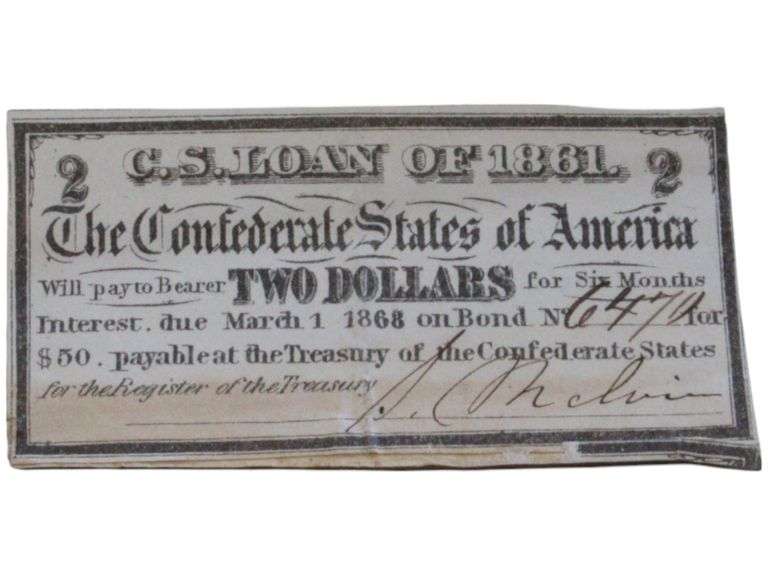 2 C.S. LOAN OF 1861. 2
The Confederate States of America
Will pay to Bearer TWO DOLLARS for Six Months
Interest. due March 1 1868 on Bond No 6470 for
$50. payable at the Treasury of the Confederate States
for the Register of the Treasury